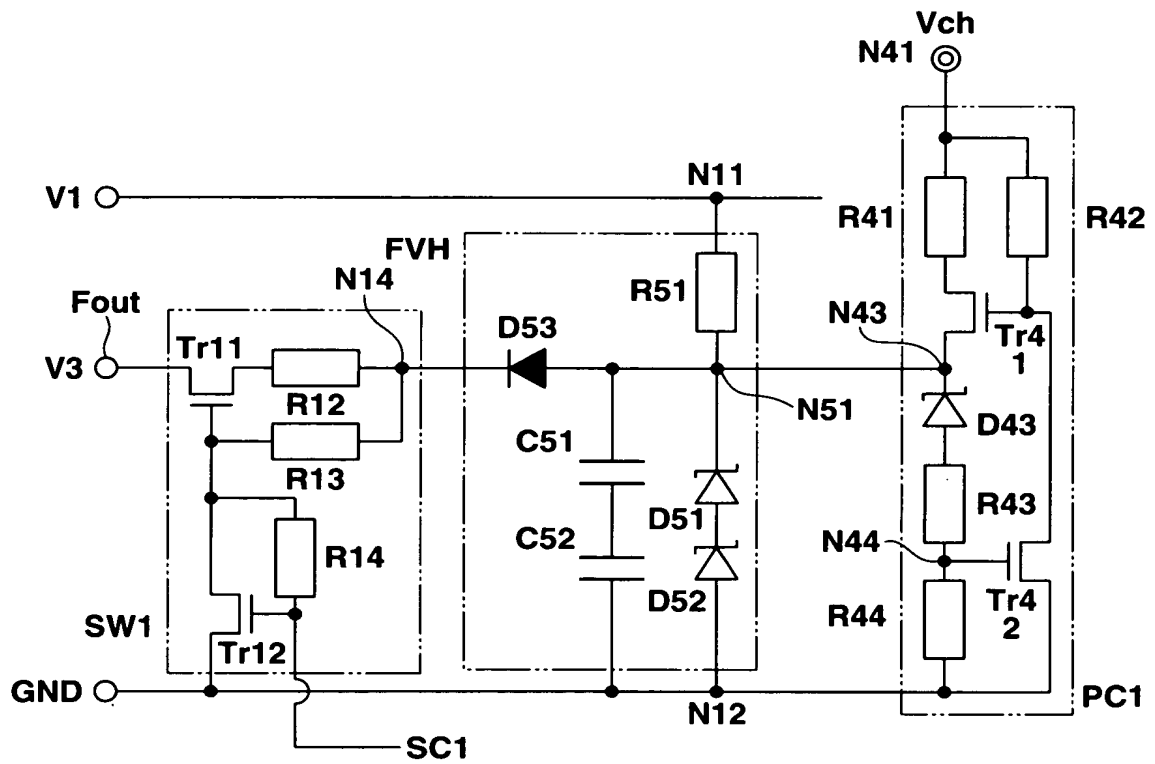 Vch
N41
V1
N11
R41
R42
FVH
N14
R51
N43
Fout
Tr11
D53
Tr4
1
V3
R12
N51
D43
C51
R13
R43
D51
C52
N44
R14
D52
Tr4
2
R44
SW1
Tr12
GND
N12
PC1
SC1